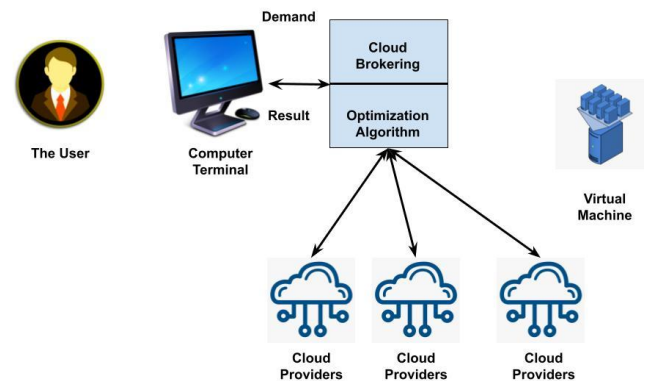 Demand
Cloud
Brokering
Result
Optimization
Algorithm
The User
Computer
Terminal
Virtual
Machine
Cloud
Providers
Cloud
Providers
Cloud
Providers